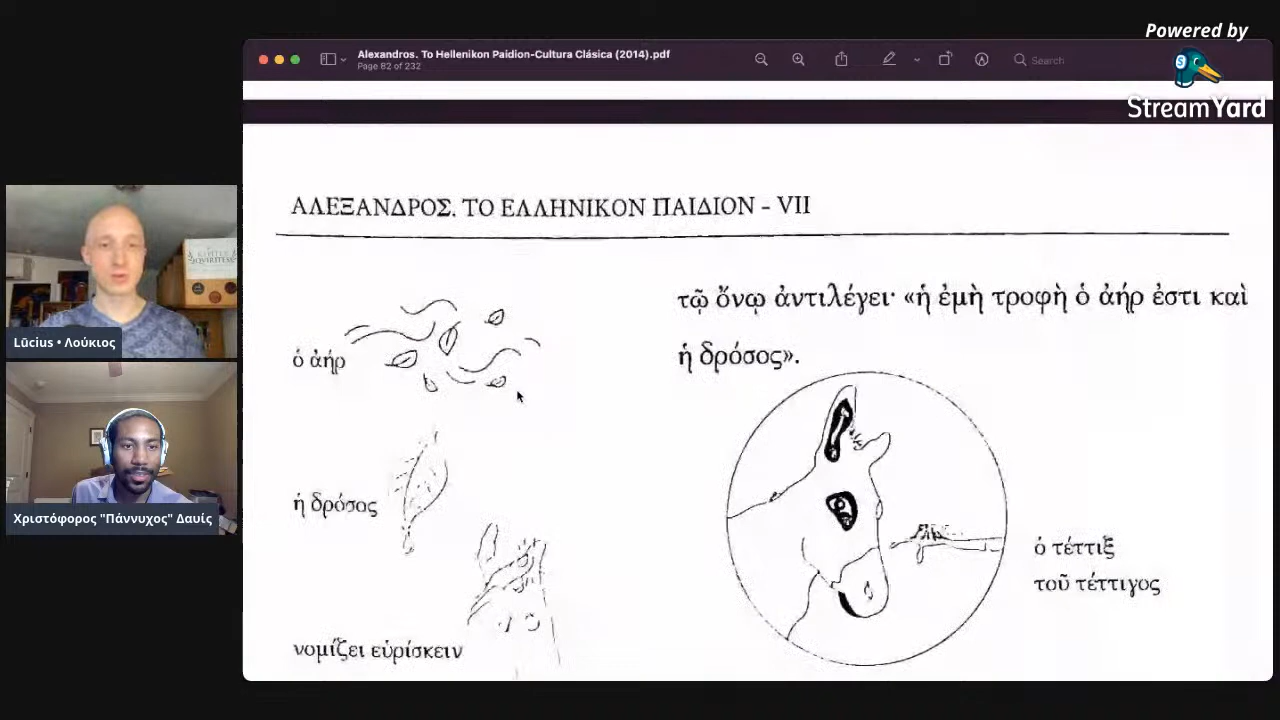 Powered by
StreamYard
Alexandros. To Hellenikon Paidion-Cultura Clásica (2014).pdf
Page 82 of 232
Search
ΑΛΕΞΑΝΔΡΟΣ. ΤΟ ΕΛΛΗΝΙΚΟΝ ΠΑΙΔΙΟΝ – VII
τῷ ὄνῳ ἀντιλέγει· «ἡ ἐμὴ τροφὴ ὁ ἀήρ ἐστι καὶ
ἡ δρόσος».
ὁ ἀήρ
ἡ δρόσος
νομίζει εὑρίσκειν
ὁ τέττιξ
τοῦ τέττιγος
Lūcius • Λούκιος
Χριστόφορος "Πάννυχος" Δαυίς